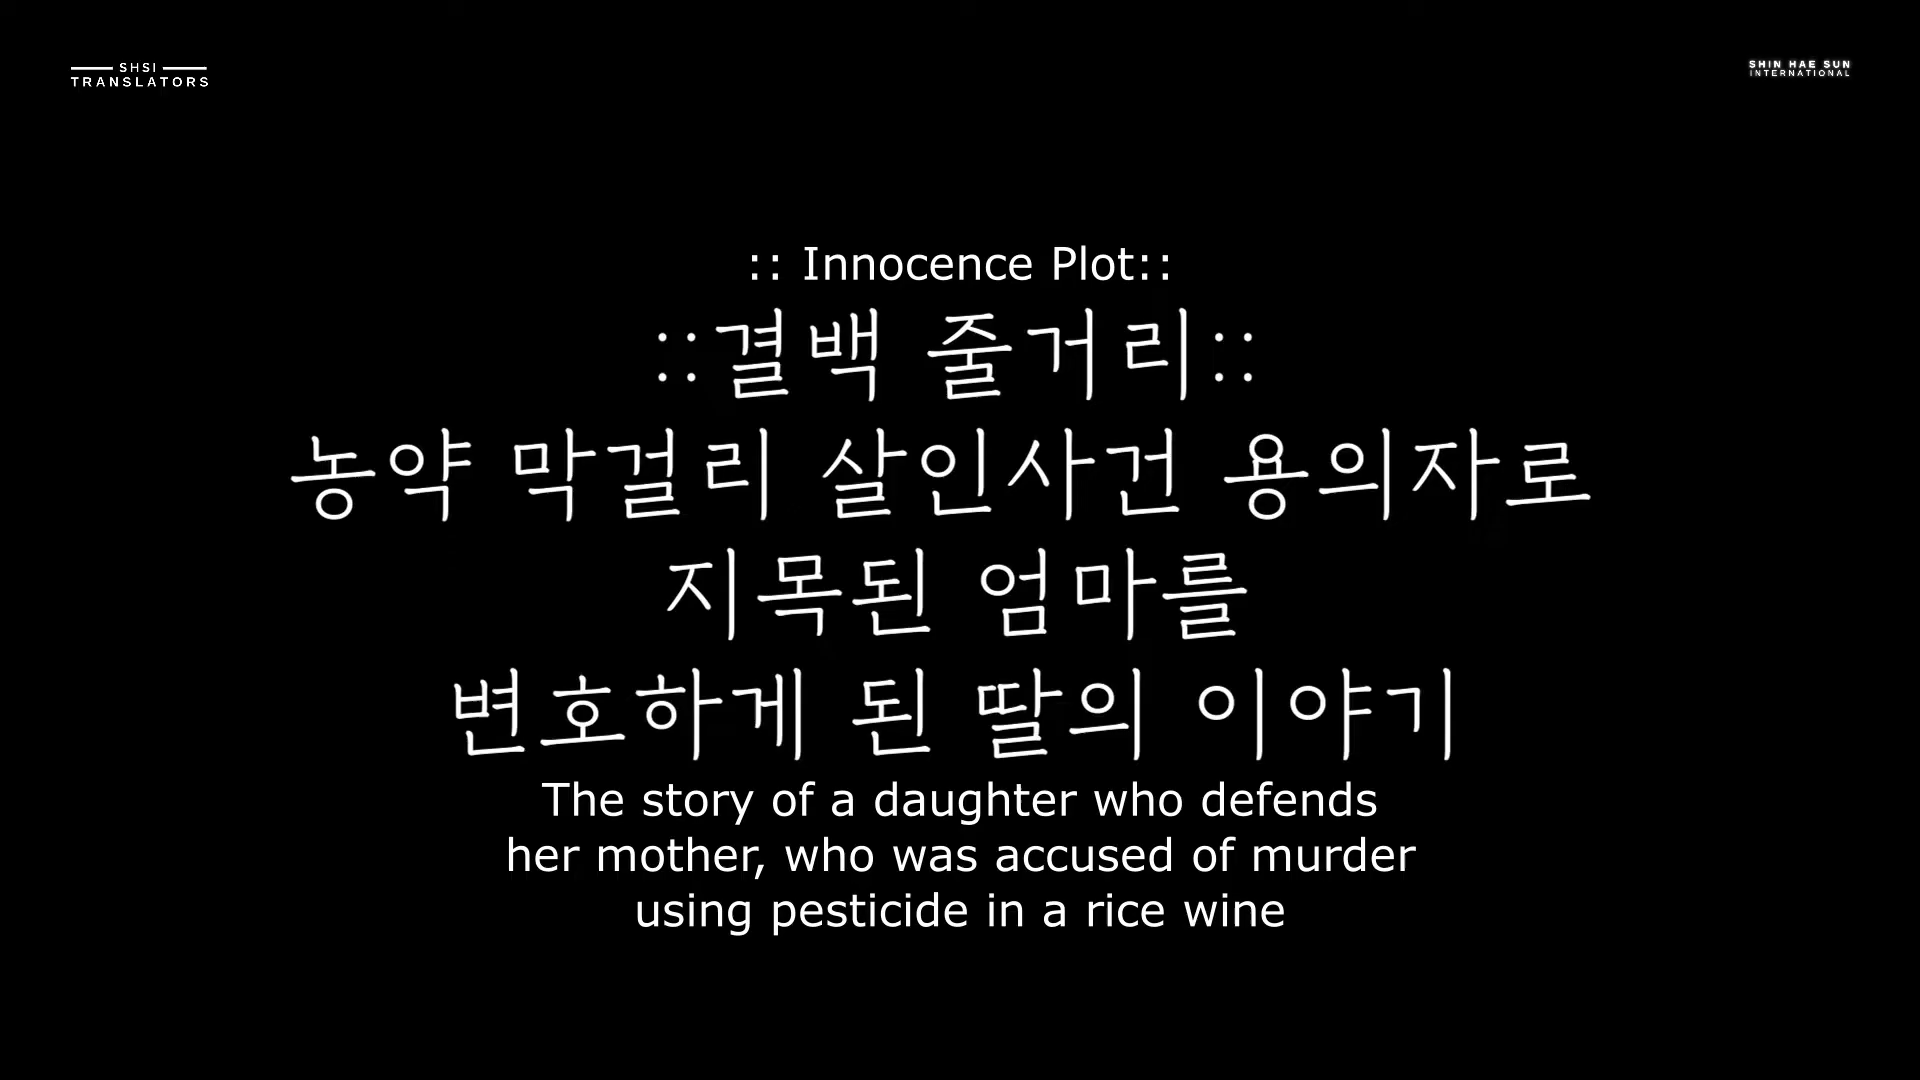 SHSI
TRANSLATORS
SHIN HAE SUN
INTERNATIONAL
:: Innocence Plot::
::결백 줄거리::
농약 막걸리 살인사건 용의자로
지목된 엄마를
변호하게 된 딸의 이야기
The story of a daughter who defends
her mother, who was accused of murder
using pesticide in a rice wine